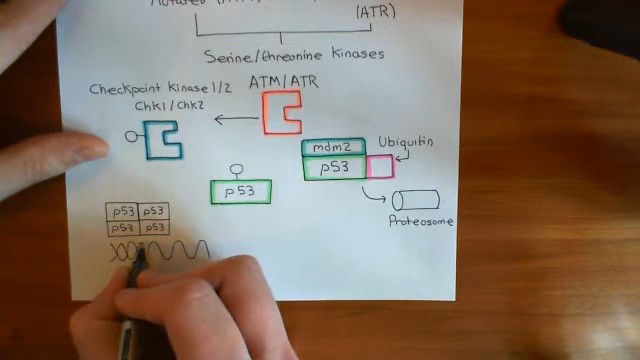 (ATR)
Serine/threonine kinases
Checkpoint Kinase 1/2
Chk1/Chk2
ATM/ATR
mdm2
p53
Ubiquitin
Proteosome
p53
p53 p53
p53 p53